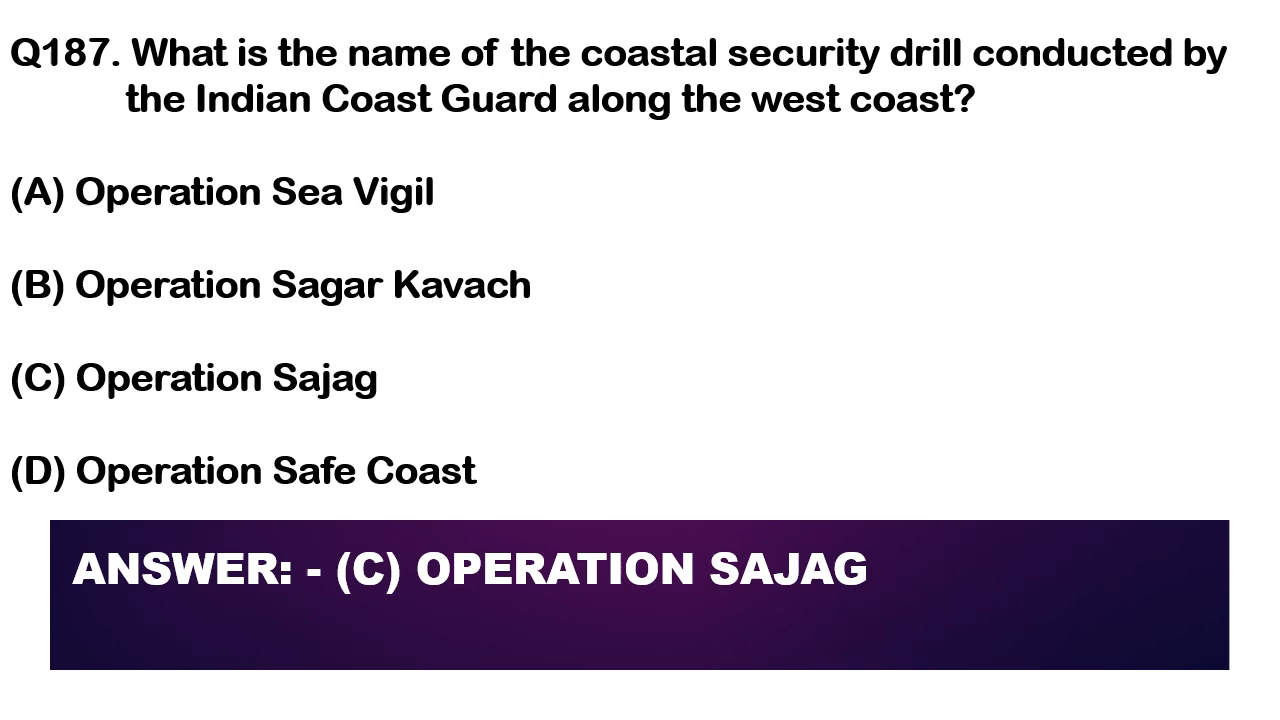 Q187. What is the name of the coastal security drill conducted by
the Indian Coast Guard along the west coast?
(A) Operation Sea Vigil
(B) Operation Sagar Kavach
(C) Operation Sajag
(D) Operation Safe Coast
ANSWER: - (C) OPERATION SAJAG